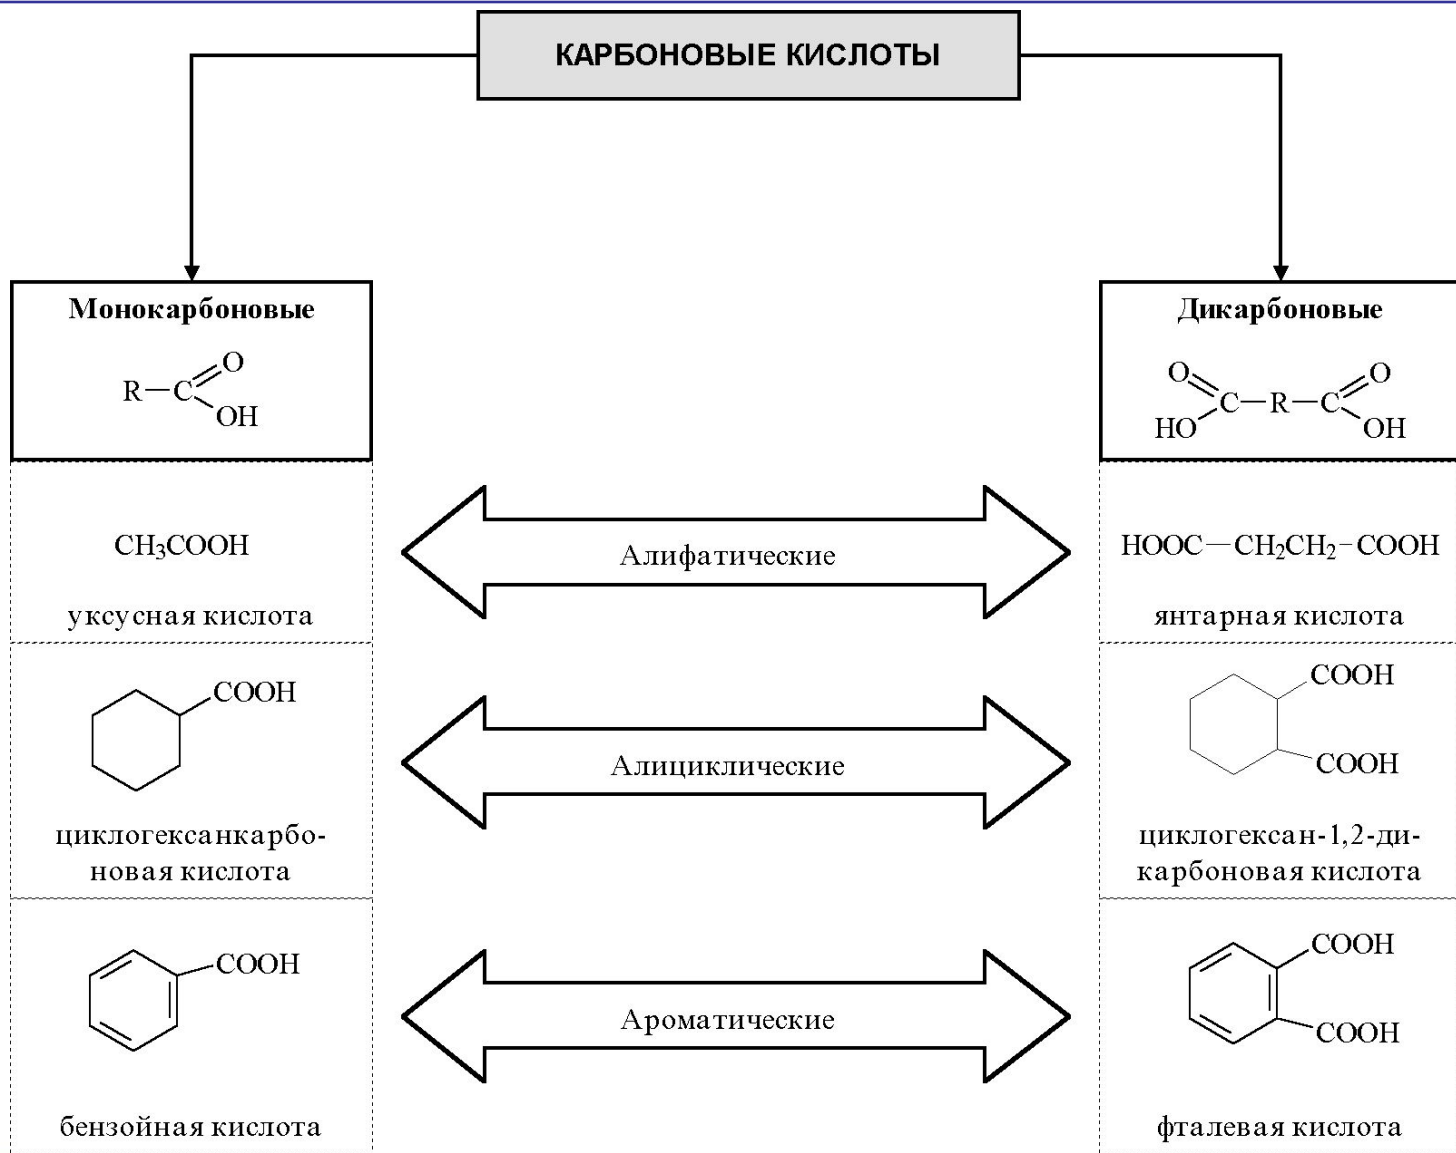 КАРБОНОВЫЕ КИСЛОТЫ
Монокарбоновые
R—C
O
OH
Дикарбоновые
O
HO
C—R—C
O
OH
CH₃COOH
уксусная кислота
Алифатические
HOOC—CH₂CH₂-COOH
янтарная кислота
COOH
циклогексанкарбо-
новая кислота
Алициклические
COOH
COOH
циклогексан-1,2-ди-
карбоновая кислота
COOH
бензойная кислота
Ароматические
COOH
COOH
фталевая кислота